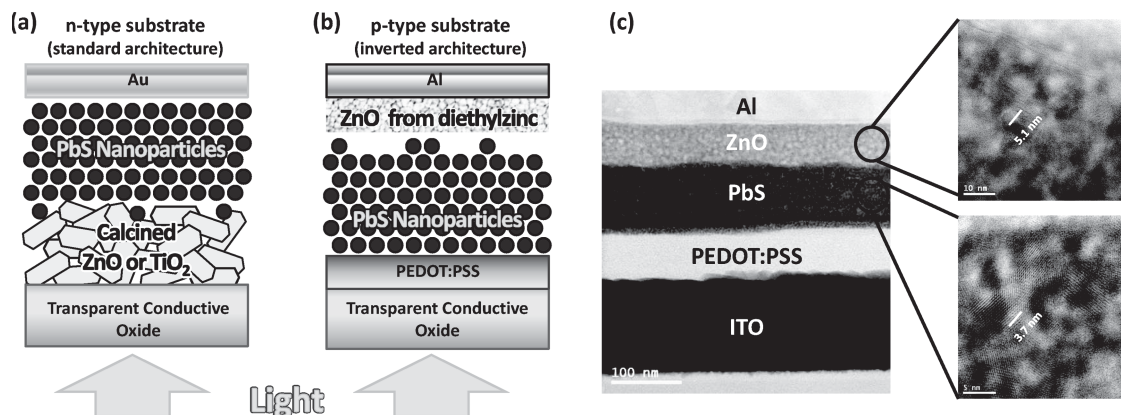 (a)
n-type substrate
(standard architecture)
Au
PbS Nanoparticles
Calcined
ZnO or TiO₂
Transparent Conductive
Oxide
(b)
p-type substrate
(inverted architecture)
Al
ZnO from diethylzinc
PbS Nanoparticles
PEDOT:PSS
Transparent Conductive
Oxide
Light
(c)
Al
ZnO
PbS
PEDOT:PSS
ITO
100 nm
5.1 nm
10 nm
3.7 nm
5 nm